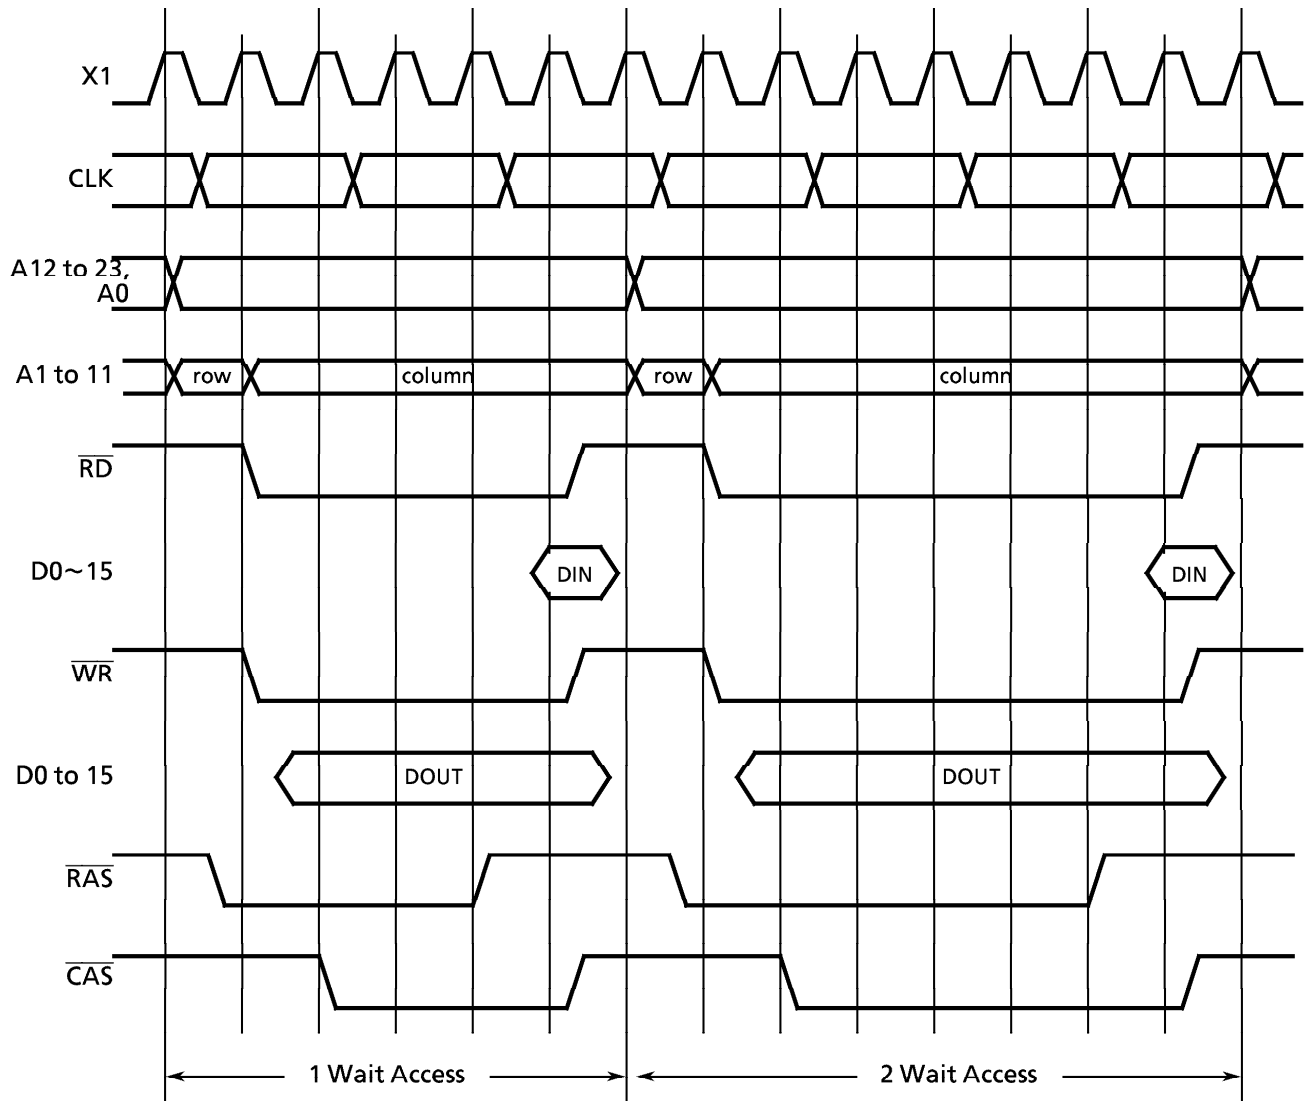 X1
CLK
A12 to 23,
A0
A1 to 11 row column row column
RD
D0~15 DIN DIN
WR
D0 to 15 DOUT DOUT
RAS
CAS
1 Wait Access 2 Wait Access